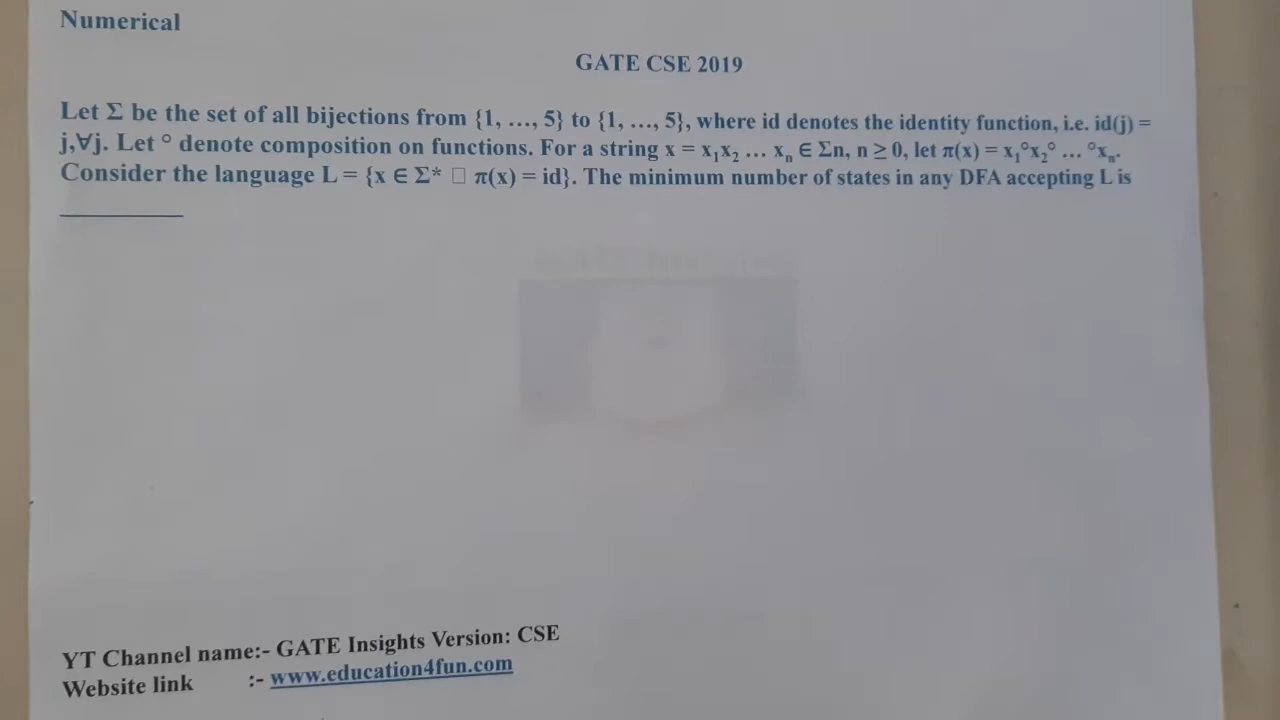 Numerical
GATE CSE 2019
Let Σ be the set of all bijections from {1, ..., 5} to {1, ..., 5}, where id denotes the identity function, i.e. id(j) =
j,∀j. Let ° denote composition on functions. For a string x = x₁x₂ ... xₙ ∈ Σn, n ≥ 0, let π(x) = x₁°x₂° ... °xₙ.
Consider the language L = {x ∈ Σ* □ π(x) = id}. The minimum number of states in any DFA accepting L is
____________
YT Channel name:- GATE Insights Version: CSE
Website link :- www.education4fun.com